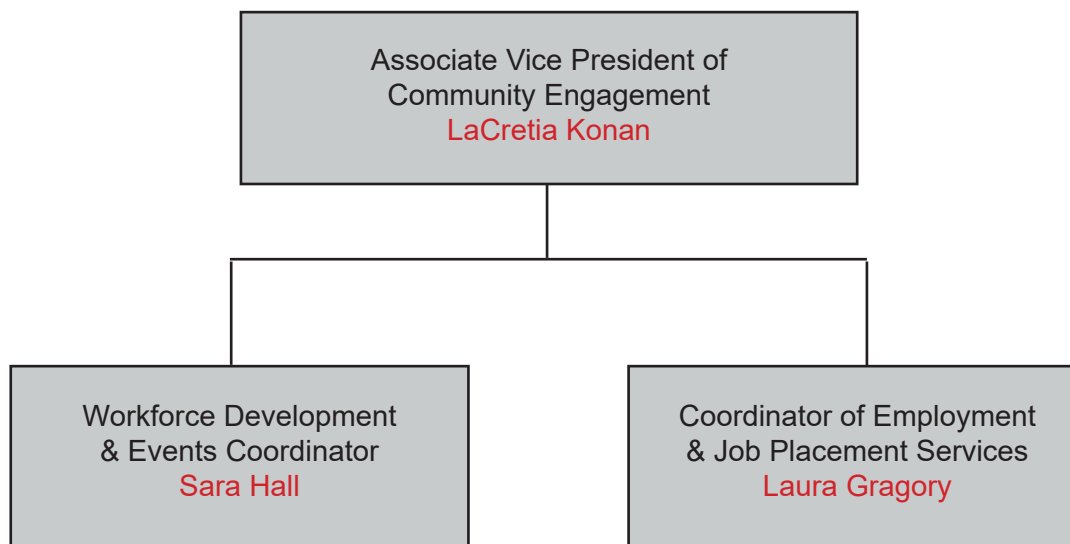 Associate Vice President of
Community Engagement
LaCretia Konan
Workforce Development
& Events Coordinator
Sara Hall
Coordinator of Employment
& Job Placement Services
Laura Gragory